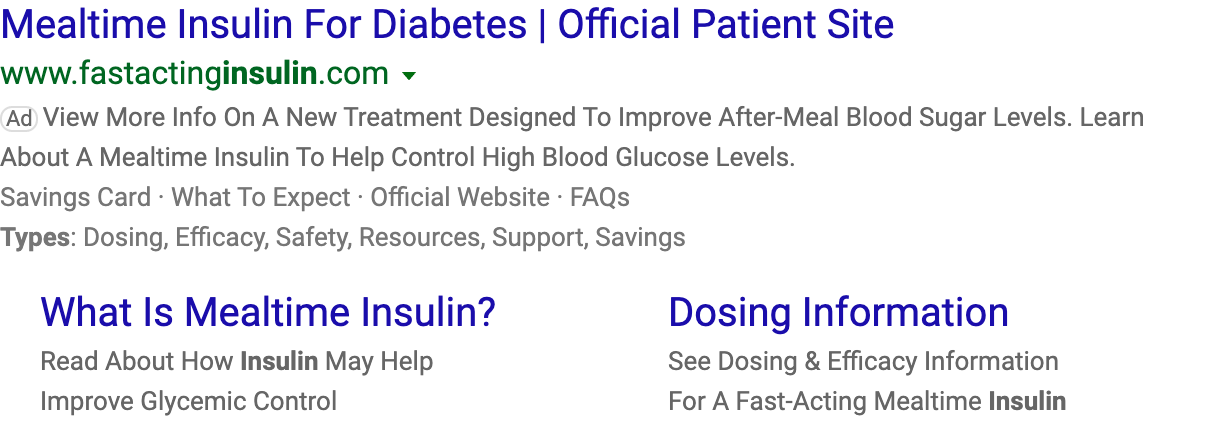 Mealtime Insulin For Diabetes | Official Patient Site
www.fastactinginsulin.com
Ad View More Info On A New Treatment Designed To Improve After-Meal Blood Sugar Levels. Learn
About A Mealtime Insulin To Help Control High Blood Glucose Levels.
Savings Card · What To Expect · Official Website · FAQs
Types: Dosing, Efficacy, Safety, Resources, Support, Savings
What Is Mealtime Insulin?
Read About How Insulin May Help
Improve Glycemic Control
Dosing Information
See Dosing & Efficacy Information
For A Fast-Acting Mealtime Insulin